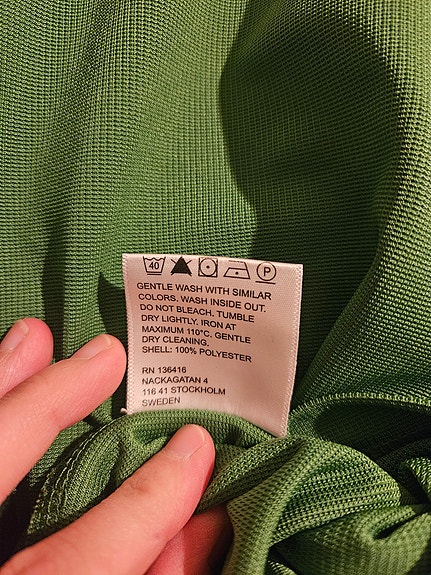 40 P
GENTLE WASH WITH SIMILAR
COLORS. WASH INSIDE OUT.
DO NOT BLEACH. TUMBLE
DRY LIGHTLY. IRON AT
MAXIMUM 110°C. GENTLE
DRY CLEANING.
SHELL: 100% POLYESTER
RN 136416
NACKAGATAN 4
116 41 STOCKHOLM
SWEDEN